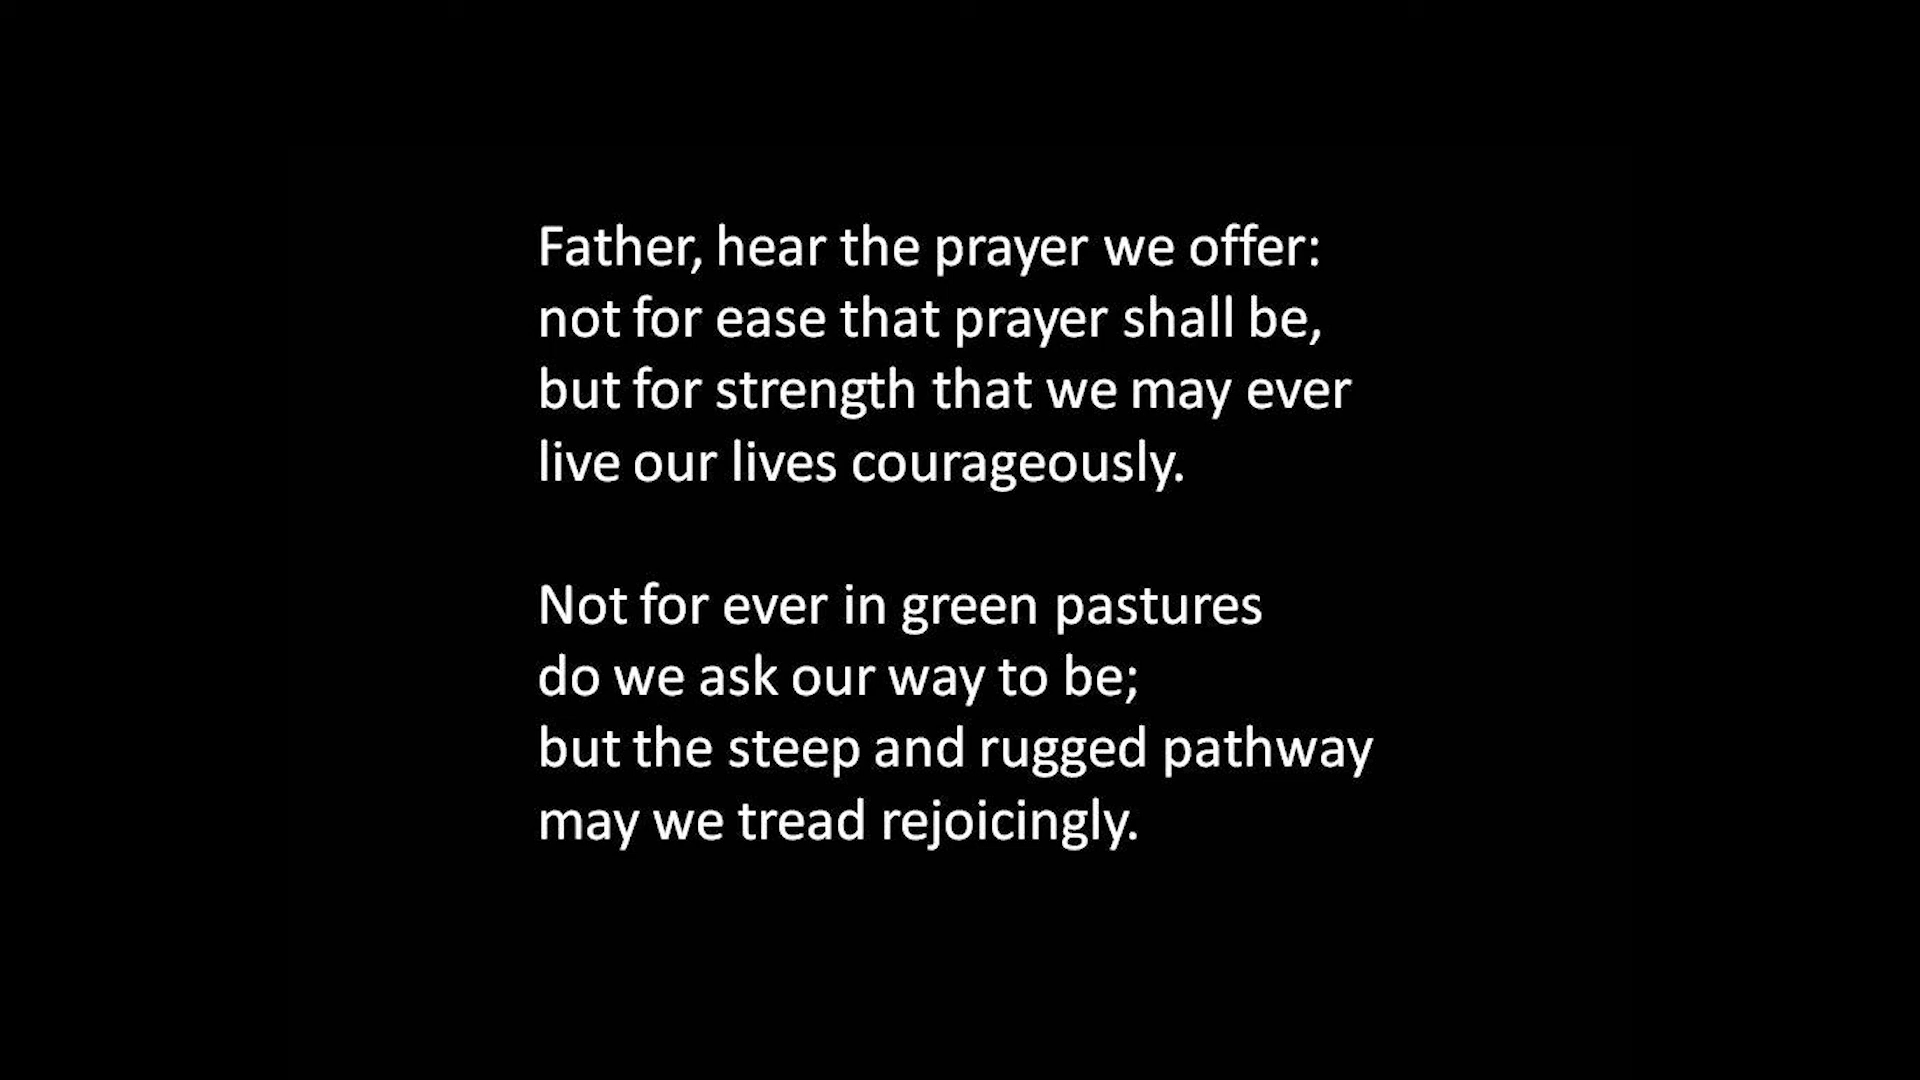 Father, hear the prayer we offer:
not for ease that prayer shall be,
but for strength that we may ever
live our lives courageously.
Not for ever in green pastures
do we ask our way to be;
but the steep and rugged pathway
may we tread rejoicingly.